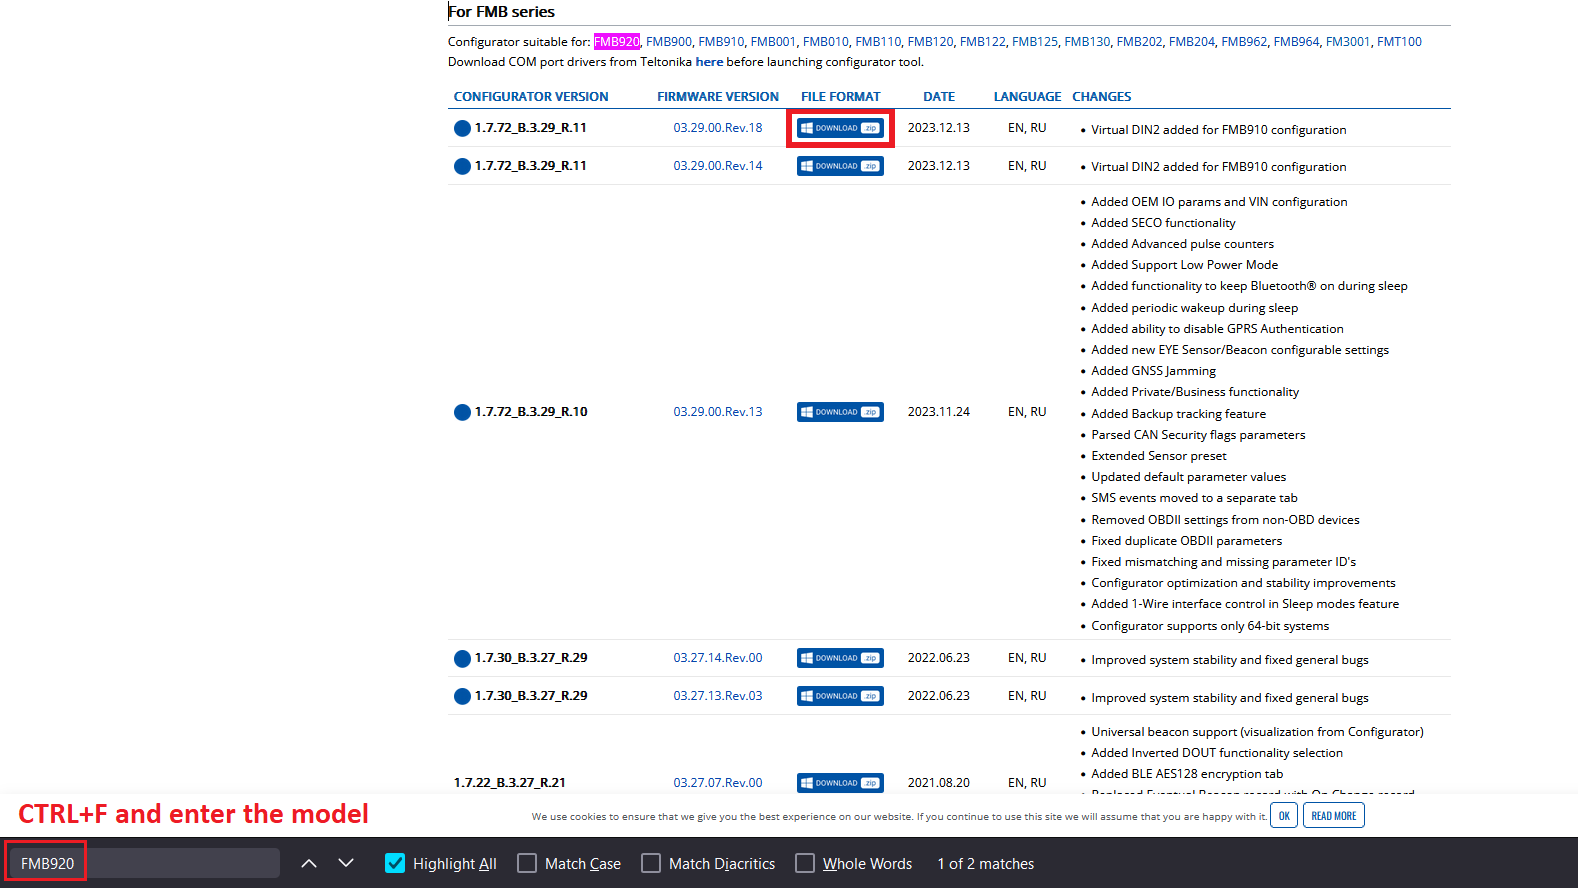 For FMB series
Configurator suitable for: FMB920, FMB900, FMB910, FMB001, FMB010, FMB110, FMB120, FMB122, FMB125, FMB130, FMB202, FMB204, FMB962, FMB964, FM3001, FMT100
Download COM port drivers from Teltonika here before launching configurator tool.
CONFIGURATOR VERSION FIRMWARE VERSION FILE FORMAT DATE LANGUAGE CHANGES
1.7.72_B.3.29_R.11 03.29.00.Rev.18 DOWNLOAD .zip 2023.12.13 EN, RU • Virtual DIN2 added for FMB910 configuration
1.7.72_B.3.29_R.11 03.29.00.Rev.14 DOWNLOAD .zip 2023.12.13 EN, RU • Virtual DIN2 added for FMB910 configuration
• Added OEM IO params and VIN configuration
• Added SECO functionality
• Added Advanced pulse counters
• Added Support Low Power Mode
• Added functionality to keep Bluetooth® on during sleep
• Added periodic wakeup during sleep
• Added ability to disable GPRS Authentication
• Added new EYE Sensor/Beacon configurable settings
• Added GNSS Jamming
• Added Private/Business functionality
1.7.72_B.3.29_R.10 03.29.00.Rev.13 DOWNLOAD .zip 2023.11.24 EN, RU • Added Backup tracking feature
• Parsed CAN Security flags parameters
• Extended Sensor preset
• Updated default parameter values
• SMS events moved to a separate tab
• Removed OBDII settings from non-OBD devices
• Fixed duplicate OBDII parameters
• Fixed mismatching and missing parameter ID's
• Configurator optimization and stability improvements
• Added 1-Wire interface control in Sleep modes feature
• Configurator supports only 64-bit systems
1.7.30_B.3.27_R.29 03.27.14.Rev.00 DOWNLOAD .zip 2022.06.23 EN, RU • Improved system stability and fixed general bugs
1.7.30_B.3.27_R.29 03.27.13.Rev.03 DOWNLOAD .zip 2022.06.23 EN, RU • Improved system stability and fixed general bugs
• Universal beacon support (visualization from Configurator)
• Added Inverted DOUT functionality selection
1.7.22_B.3.27_R.21 03.27.07.Rev.00 DOWNLOAD .zip 2021.08.20 EN, RU • Added BLE AES128 encryption tab
• Replaced Eventual Beacon record with On Change record
CTRL+F and enter the model
We use cookies to ensure that we give you the best experience on our website. If you continue to use this site we will assume that you are happy with it. OK READ MORE
FMB920 Highlight All Match Case Match Diacritics Whole Words 1 of 2 matches